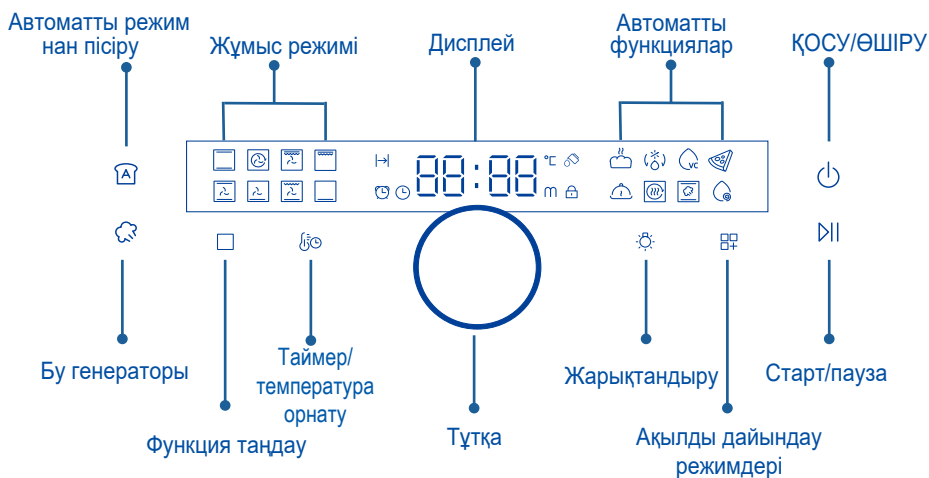 Автоматты режим
нан пісіру
Жұмыс режимі
Дисплей
Автоматты
функциялар
ҚОСУ/ӨШІРУ
A
88:88
°C
VC
m
Бу генераторы
Таймер/
температура
орнату
Функция таңдау
Тұтқа
Жарықтандыру
Старт/пауза
Ақылды дайындау
режимдері